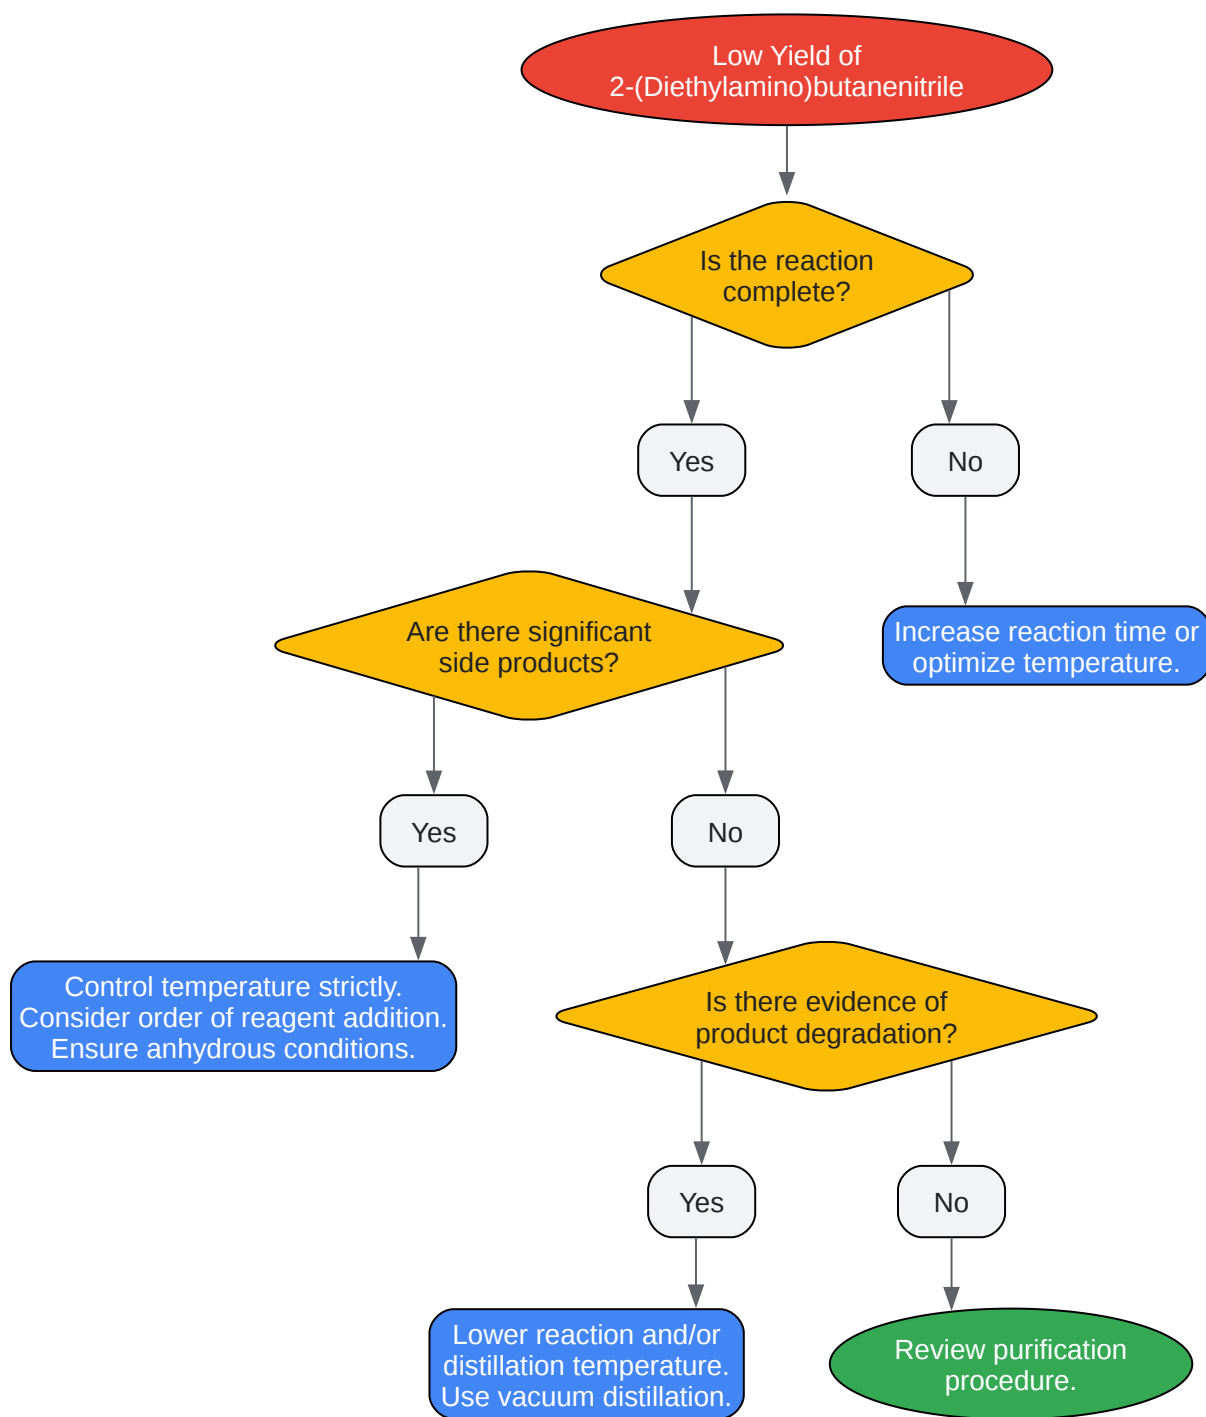 Low Yield of
2-(Diethylamino)butanenitrile
Is the reaction
complete?
Yes
No
Are there significant
side products?
Increase reaction time or
optimize temperature.
Yes
No
Control temperature strictly.
Consider order of reagent addition.
Ensure anhydrous conditions.
Is there evidence of
product degradation?
Yes
No
Lower reaction and/or
distillation temperature.
Use vacuum distillation.
Review purification
procedure.